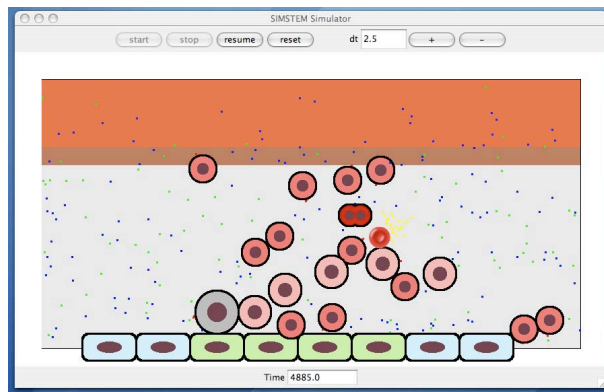 SIMSTEM Simulator
start stop resume reset dt 2.5 + -
Time 4885.0